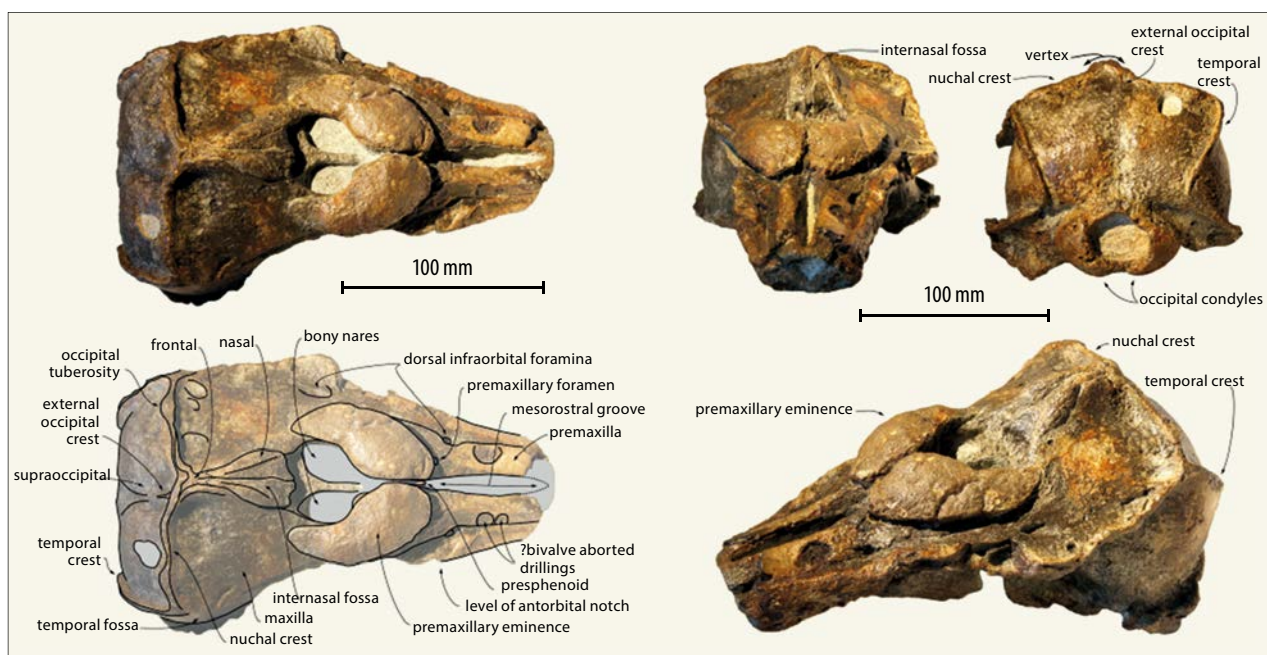 internasal fossa
vertex
external occipital
crest
nuchal crest
temporal
crest
100 mm
100 mm
occipital condyles
bony nares
frontal
nasal
dorsal infraorbital foramina
occipital
tuberosity
premaxillary foramen
mesorostral groove
external
occipital
crest
premaxilla
supraoccipital
temporal
crest
?bivalve aborted
drillings
presphenoid
internasal fossa
level of antorbital notch
maxilla
temporal fossa
premaxillary eminence
nuchal crest
nuchal crest
temporal crest
premaxillary eminence